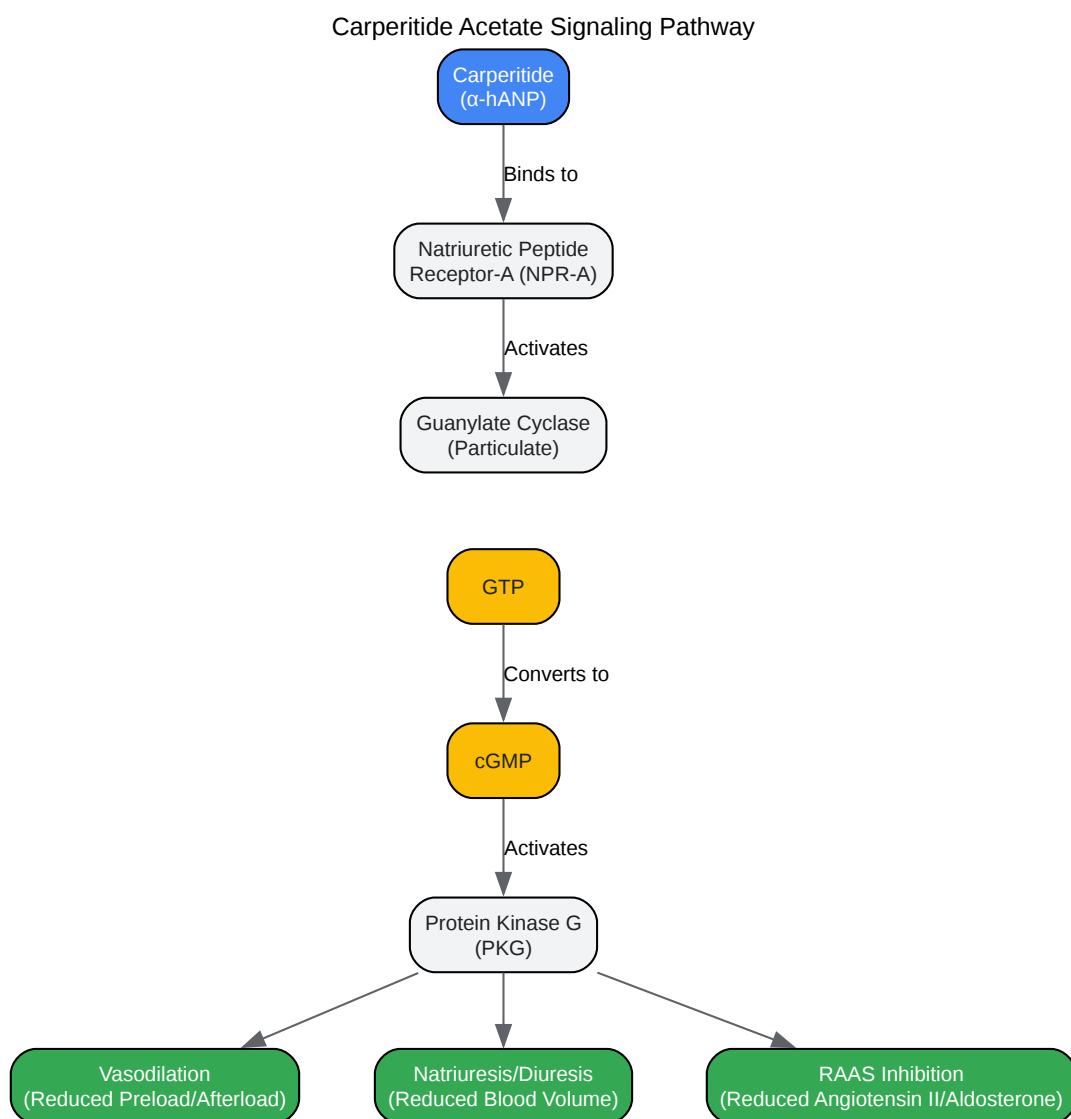 Carperitide Acetate Signaling Pathway
Carperitide
(α-hANP)
Binds to
Natriuretic Peptide
Receptor-A (NPR-A)
Activates
Guanylate Cyclase
(Particulate)
GTP
Converts to
cGMP
Activates
Protein Kinase G
(PKG)
Vasodilation
(Reduced Preload/Afterload)
Natriuresis/Diuresis
(Reduced Blood Volume)
RAAS Inhibition
(Reduced Angiotensin II/Aldosterone)